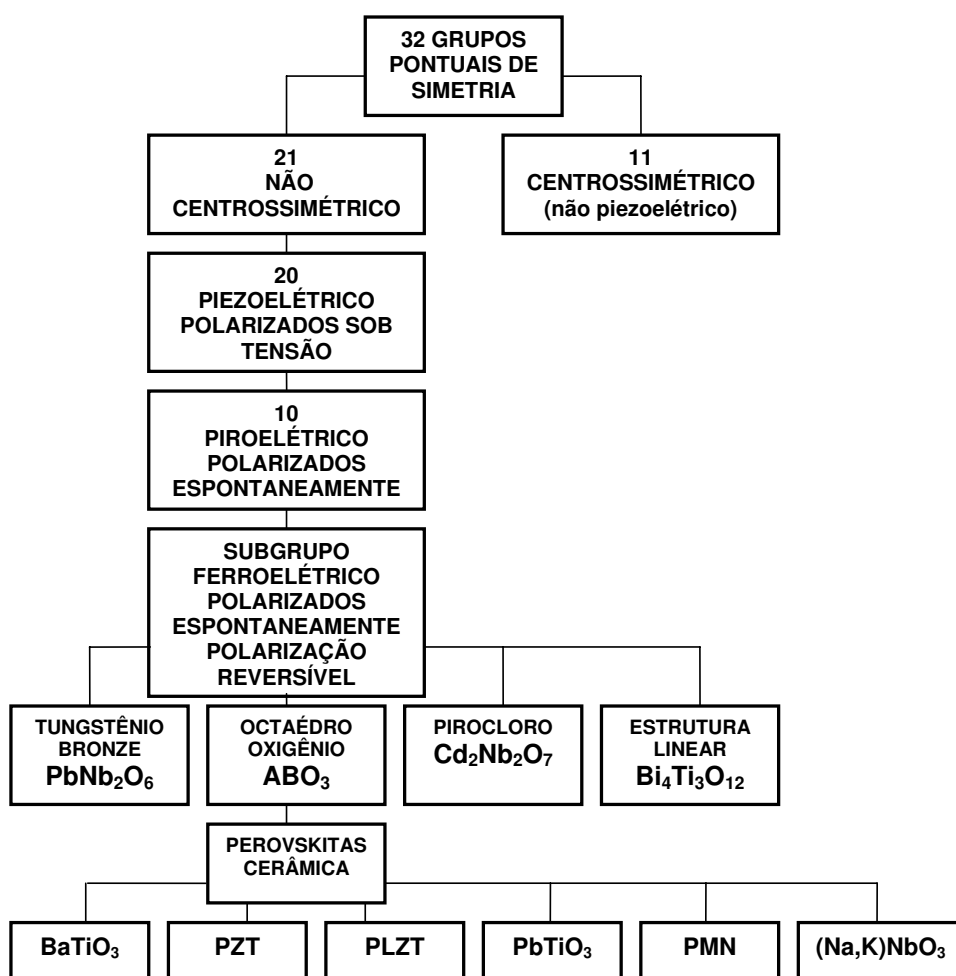 32 GRUPOS
PONTUAIS DE
SIMETRIA
21
NÃO
CENTROSSIMÉTRICO
11
CENTROSSIMÉTRICO
(não piezoelétrico)
20
PIEZOELÉTRICO
POLARIZADOS SOB
TENSÃO
10
PIROELÉTRICO
POLARIZADOS
ESPONTANEAMENTE
SUBGRUPO
FERROELÉTRICO
POLARIZADOS
ESPONTANEAMENTE
POLARIZAÇÃO
REVERSÍVEL
TUNGSTÊNIO
BRONZE
PbNb₂O₆
OCTAÉDRO
OXIGÊNIO
ABO₃
PIROCLORO
Cd₂Nb₂O₇
ESTRUTURA
LINEAR
Bi₄Ti₃O₁₂
PEROVSKITAS
CERÂMICA
BaTiO₃
PZT
PLZT
PbTiO₃
PMN
(Na,K)NbO₃